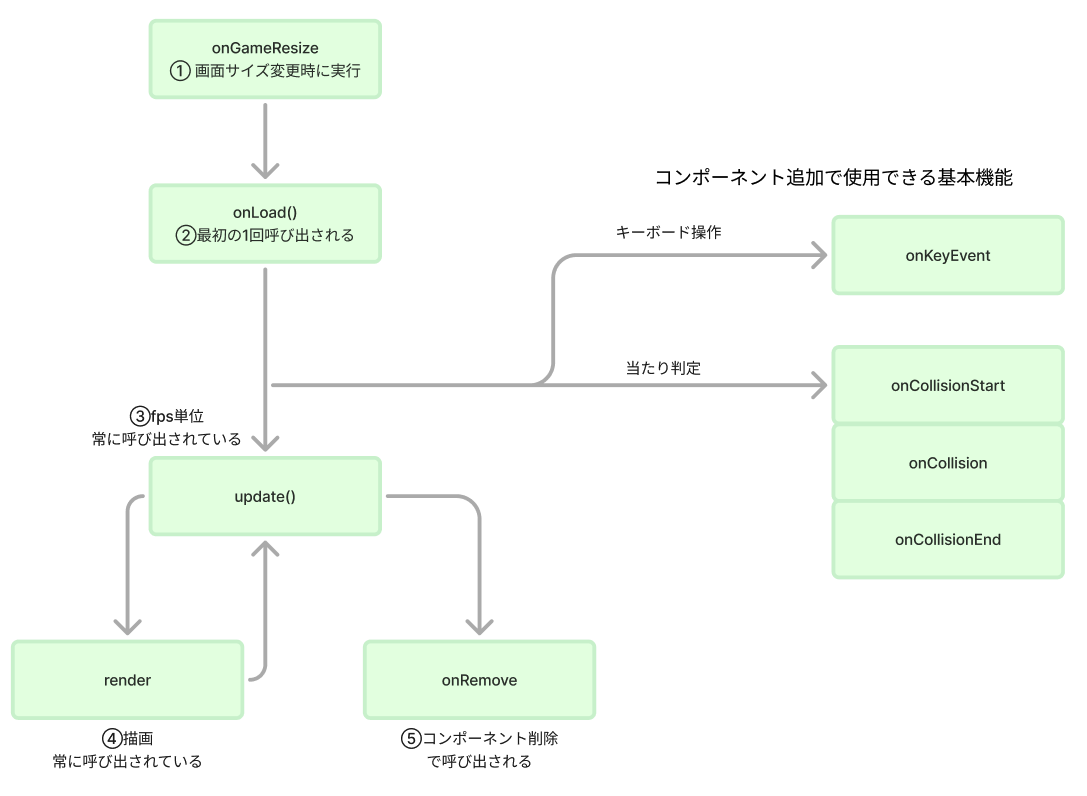 onGameResize
① 画面サイズ変更時に実行
onLoad()
②最初の1回呼び出される
コンポーネント追加で使用できる基本機能
キーボード操作
onKeyEvent
当たり判定
onCollisionStart
onCollision
onCollisionEnd
③fps単位
常に呼び出されている
update()
render
④描画
常に呼び出されている
onRemove
⑤コンポーネント削除
で呼び出される